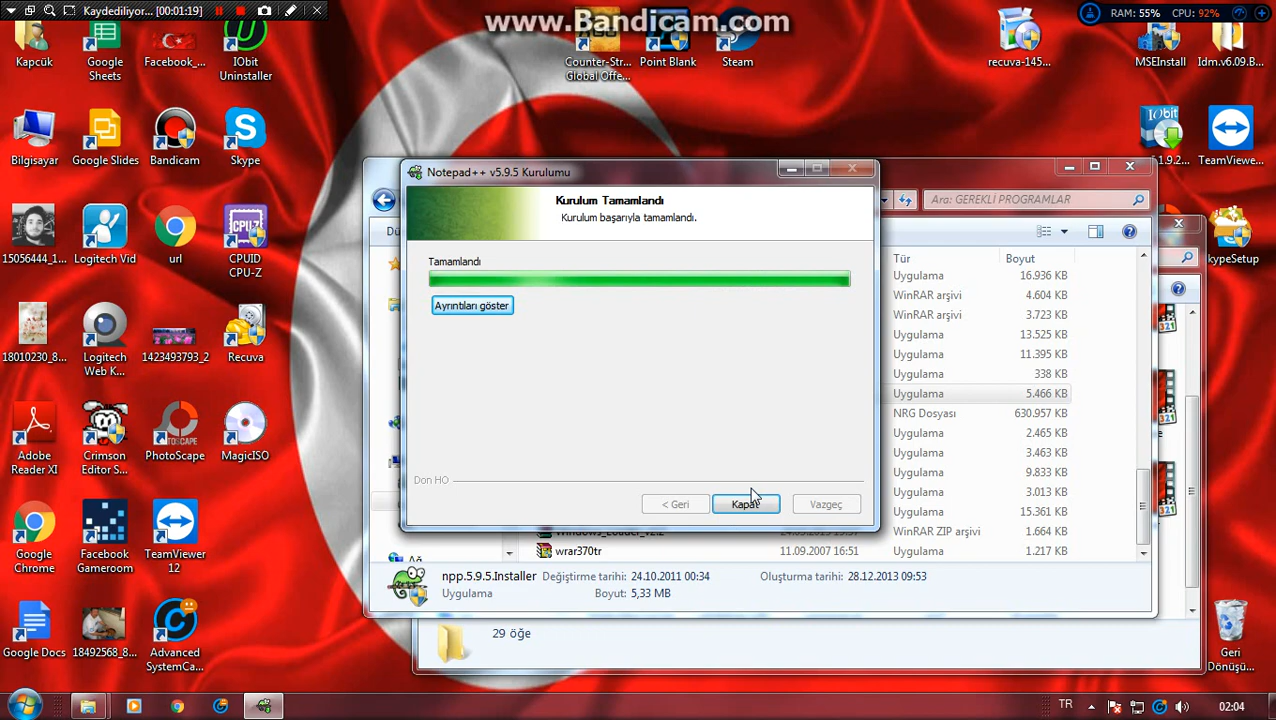 Kaydediliyor... [00:01:19]
www.Bandicam.com
RAM: 55% CPU: 92%
Kapcük
Google Sheets
Facebook_...
IObit Uninstaller
Counter-Str... Global Offe...
Point Blank
Steam
recuva-145...
MSEInstall
Idm.v6.09.B...
Bilgisayar
Google Slides
Bandicam
Skype
5.1.9.2...
TeamViewe...
15056444_1...
Logitech Vid
url
CPUID CPU-Z
kypeSetup
18010230_8...
Logitech Web K...
1423493793_2
Recuva
Adobe Reader XI
Crimson Editor S...
PhotoScape
MagicISO
Google Chrome
Facebook Gameroom
TeamViewer 12
Google Docs
18492568_8...
Advanced SystemCa...
Geri Dönüşü...
Notepad++ v5.9.5 Kurulumu
Kurulum Tamamlandı
Kurulum başarıyla tamamlandı.
Tamamlandı
Ayrıntıları göster
Don HO
< Geri
Kapat
Vazgeç
Ara: GEREKLİ PROGRAMLAR
Dü
Tür Boyut
Uygulama 16.936 KB
WinRAR arşivi 4.604 KB
WinRAR arşivi 3.723 KB
Uygulama 13.525 KB
Uygulama 11.395 KB
Uygulama 338 KB
Uygulama 5.466 KB
NRG Dosyası 630.957 KB
Uygulama 2.465 KB
Uygulama 3.463 KB
Uygulama 9.833 KB
Uygulama 3.013 KB
Uygulama 15.361 KB
WinRAR ZIP arşivi 1.664 KB
wrar370tr 11.09.2007 16:51 Uygulama 1.217 KB
Ağ
npp.5.9.5.Installer Değiştirme tarihi: 24.10.2011 00:34 Oluşturma tarihi: 28.12.2013 09:53
Uygulama Boyut: 5,33 MB
29 öğe
TR
02:04